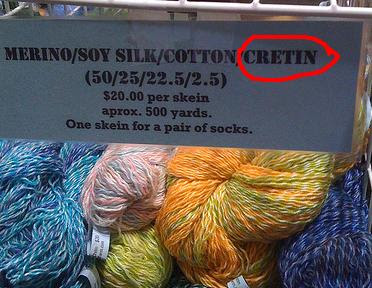 MERINO/SOY SILK/COTTON/CRETIN
(50/25/22.5/2.5)
$20.00 per skein
aprox. 500 yards.
One skein for a pair of socks.